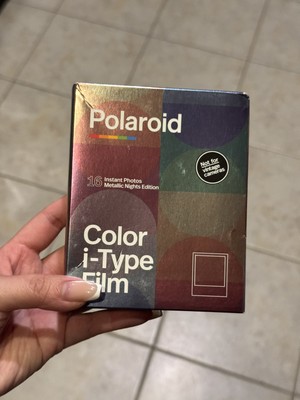 Polaroid
16 Instant Photos
Metallic Nights Edition
Not for
vintage
cameras
Color
i-Type
Film